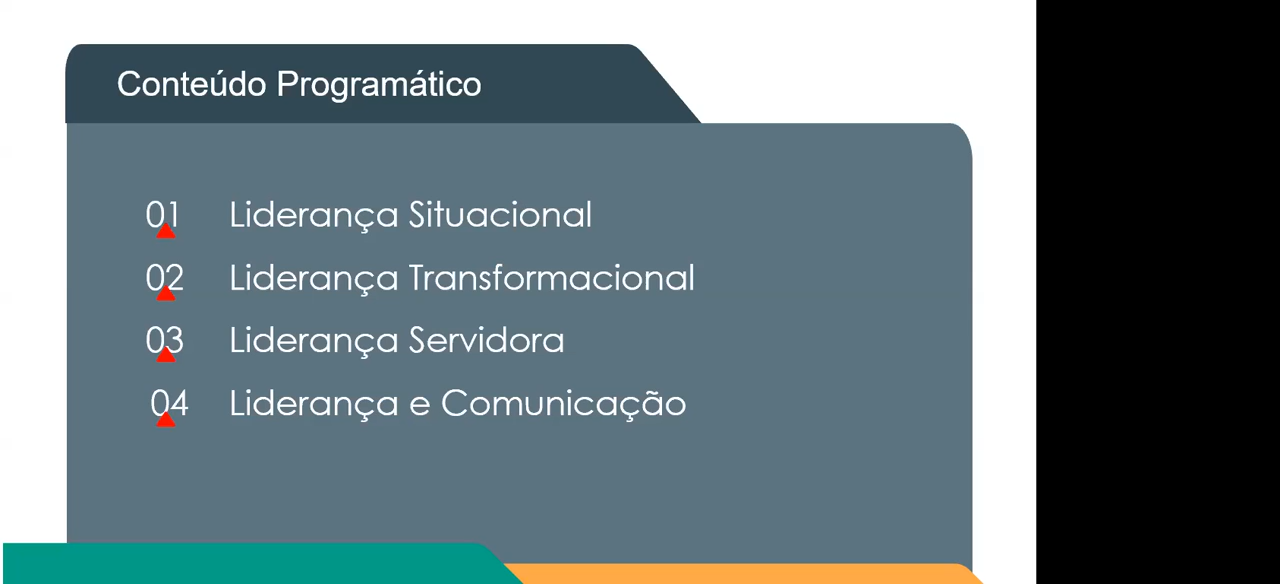 Conteúdo Programático
01 Liderança Situacional
02 Liderança Transformacional
03 Liderança Servidora
04 Liderança e Comunicação